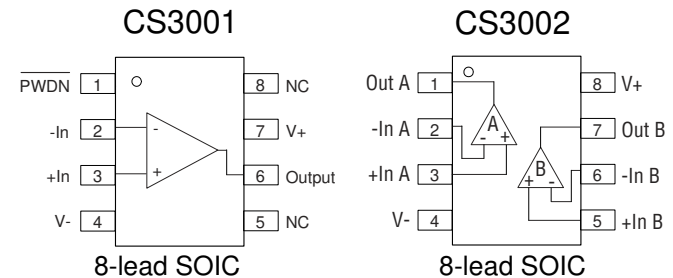 CS3001
CS3002
PWDN 1 8 NC
-In 2 - 7 V+
+In 3 + 6 Output
V- 4 5 NC
8-lead SOIC
Out A 1 8 V+
-In A 2 A - + 7 Out B
+In A 3 B + - 6 -In B
V- 4 5 +In B
8-lead SOIC